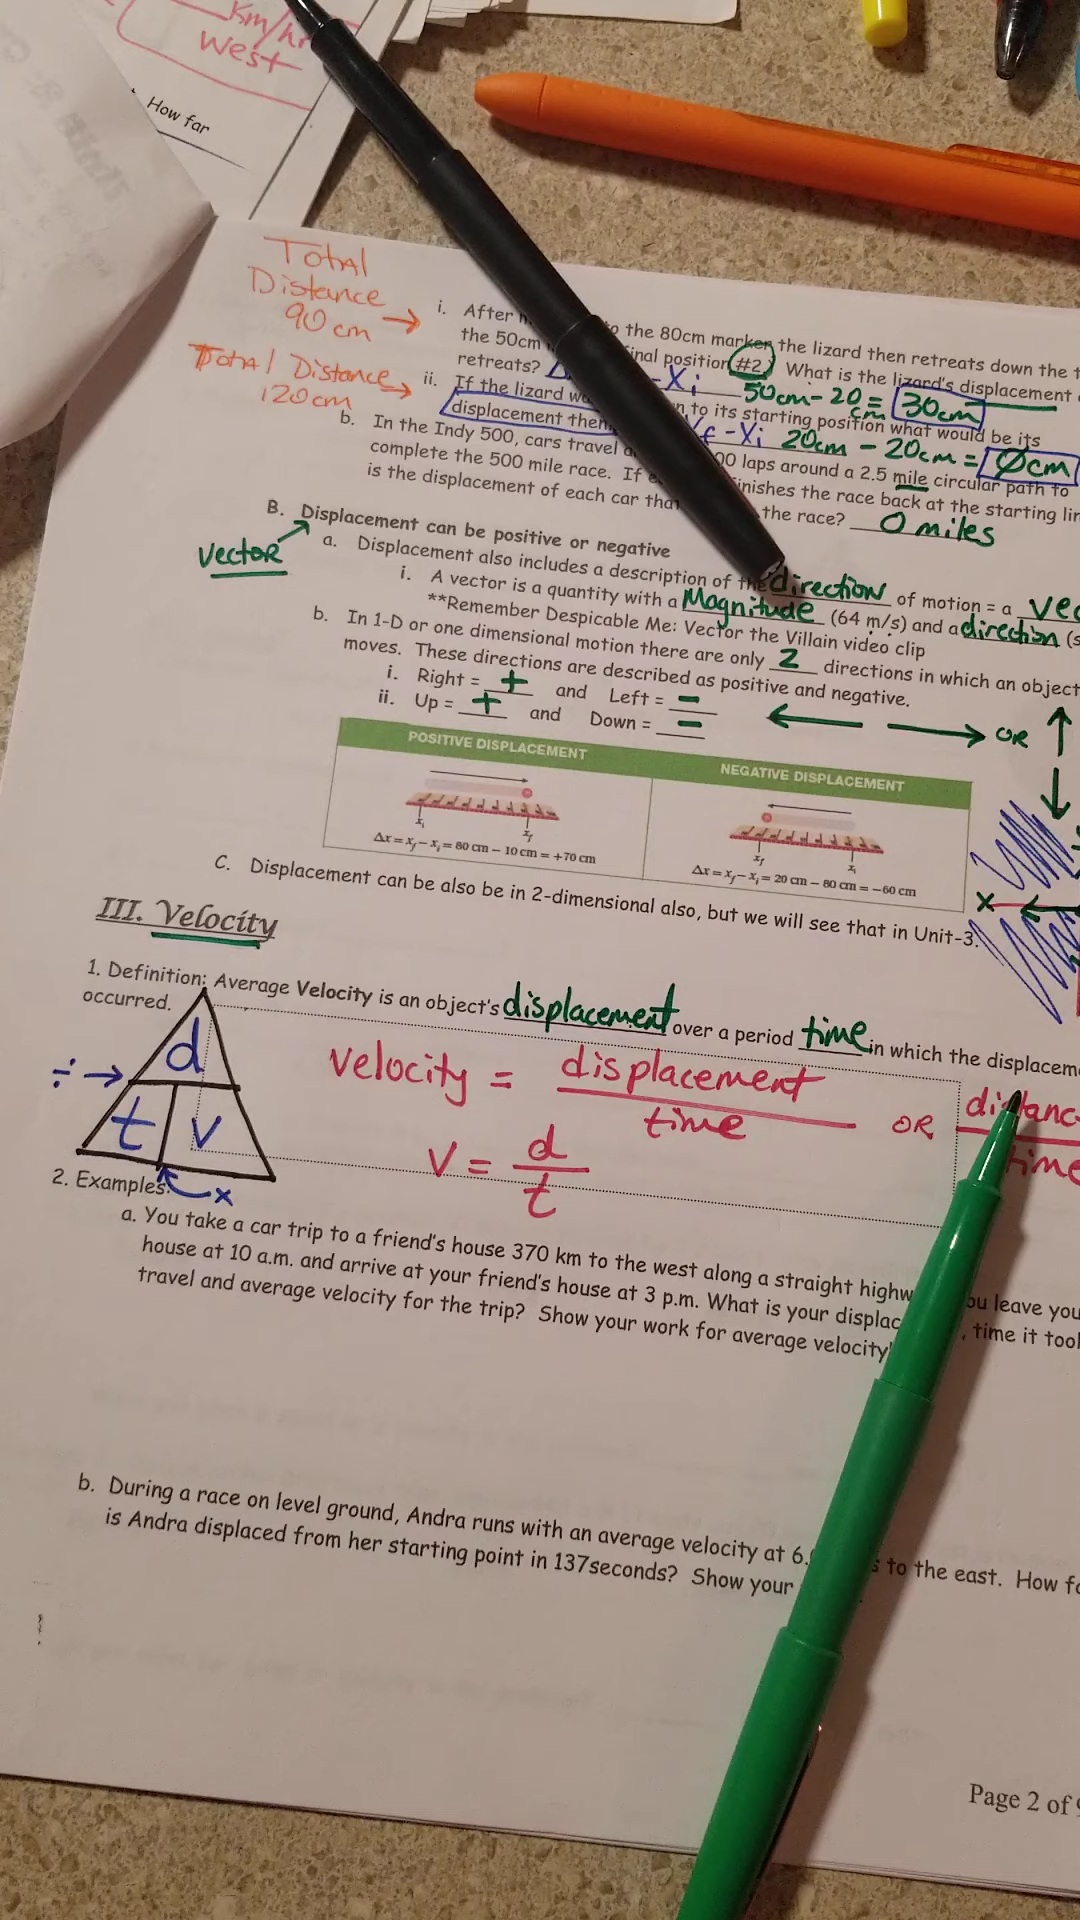 Km/hr
West
How far
Total
Distance
90 cm →
Total Distance →
120cm
i. After the 80cm marker, the lizard then retreats down the
the 50cm final position #2. What is the lizard's displacement
retreats? -Xi 50cm - 20 cm = 30cm
ii. If the lizard to its starting position what would be its
displacement then -Xi 20cm - 20cm = 0cm
b. In the Indy 500, cars travel laps around a 2.5 mile circular path to
complete the 500 mile race. If finishes the race back at the starting
is the displacement of each car the race? 0 miles
B. Displacement can be positive or negative
Vector
a. Displacement also includes a description of the direction of motion = a
i. A vector is a quantity with a Magnitude (64 m/s) and a direction
**Remember Despicable Me: Vector the Villain video clip
b. In 1-D or one dimensional motion there are only 2 directions in which an object
moves. These directions are described as positive and negative.
i. Right = + and Left = -
ii. Up = + and Down = -
← → OR ↑
↓
POSITIVE DISPLACEMENT
NEGATIVE DISPLACEMENT
xi xf
xf xi
Δx = xf - xi = 80 cm - 10 cm = +70 cm
Δx = xf - xi = 20 cm - 80 cm = -60 cm
x
C. Displacement can be also be in 2-dimensional also, but we will see that in Unit-3.
III. Velocity
1. Definition: Average Velocity is an object's displacement over a period time in which the
occurred.
÷ → d
t v
x
velocity = displacement / time OR
v = d / t
2. Examples:
a. You take a car trip to a friend's house 370 km to the west along a straight leave
house at 10 a.m. and arrive at your friend's house at 3 p.m. What is your , time it
travel and average velocity for the trip? Show your work for average velocity
b. During a race on level ground, Andra runs with an average velocity at 6. to the east. How
is Andra displaced from her starting point in 137seconds? Show your
Page 2 of